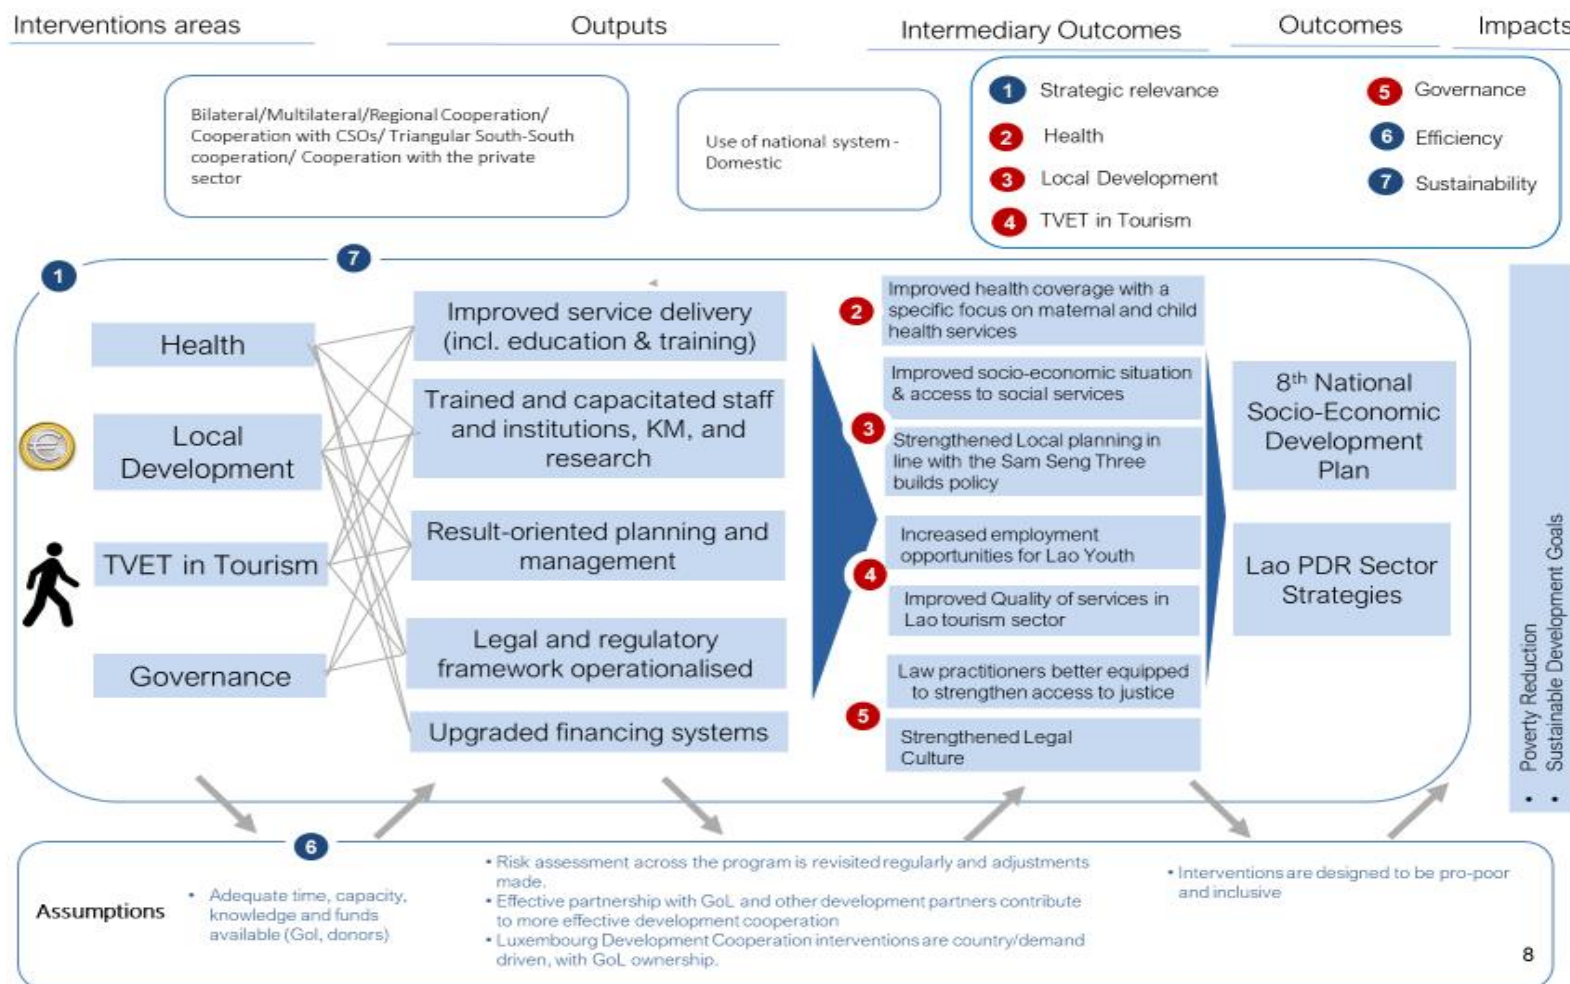 Interventions areas
Outputs
Intermediary Outcomes
Outcomes
Impacts
Bilateral/Multilateral/Regional Cooperation/
Cooperation with CSOs/ Triangular South-South
cooperation/ Cooperation with the private
sector
Use of national system -
Domestic
1 Strategic relevance
2 Health
3 Local Development
4 TVET in Tourism
5 Governance
6 Efficiency
7 Sustainability
1
7
Health
Local
Development
€
TVET in Tourism
Governance
Improved service delivery
(incl. education & training)
Trained and capacitated staff
and institutions, KM, and
research
Result-oriented planning and
management
Legal and regulatory
framework operationalised
Upgraded financing systems
2
Improved health coverage with a
specific focus on maternal and child
health services
Improved socio-economic situation
& access to social services
3
Strengthened Local planning in
line with the Sam Seng Three
builds policy
Increased employment
opportunities for Lao Youth
4
Improved Quality of services in
Lao tourism sector
Law practitioners better equipped
to strengthen access to justice
5
Strengthened Legal
Culture
8th National
Socio-Economic
Development
Plan
Lao PDR Sector
Strategies
• Poverty Reduction
• Sustainable Development Goals
6
Assumptions
• Adequate time, capacity,
knowledge and funds
available (Gol, donors)
• Risk assessment across the program is revisited regularly and adjustments
made.
• Effective partnership with GoL and other development partners contribute
to more effective development cooperation
• Luxembourg Development Cooperation interventions are country/demand
driven, with GoL ownership.
• Interventions are designed to be pro-poor
and inclusive
8